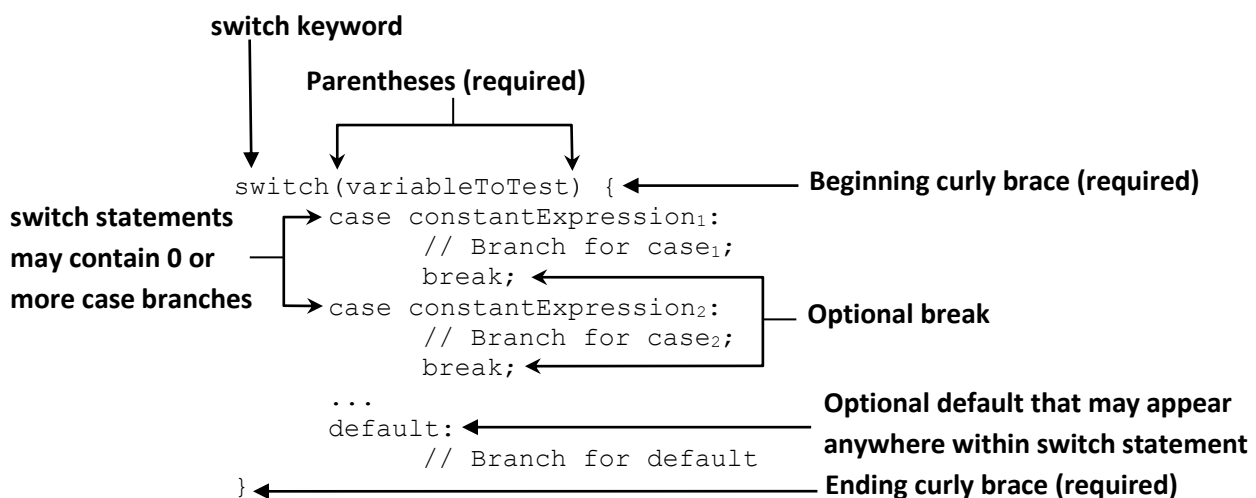 switch keyword
Parentheses (required)
switch(variableToTest) {
Beginning curly brace (required)
switch statements
may contain 0 or
more case branches
case constantExpression₁:
// Branch for case₁;
break;
case constantExpression₂:
// Branch for case₂;
break;
Optional break
...
default:
// Branch for default
Optional default that may appear
anywhere within switch statement
}
Ending curly brace (required)